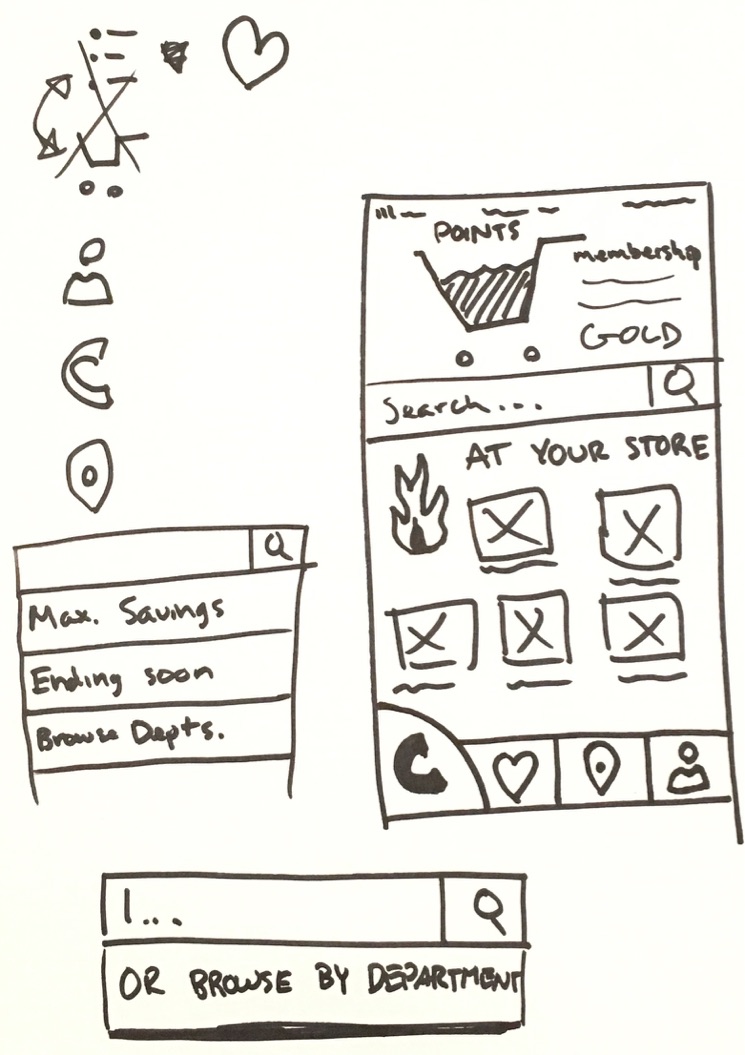 POINTS
membership
GOLD
Search...
AT YOUR STORE
Max. Savings
Ending soon
Browse Depts.
I...
OR BROWSE BY DEPARTMENT